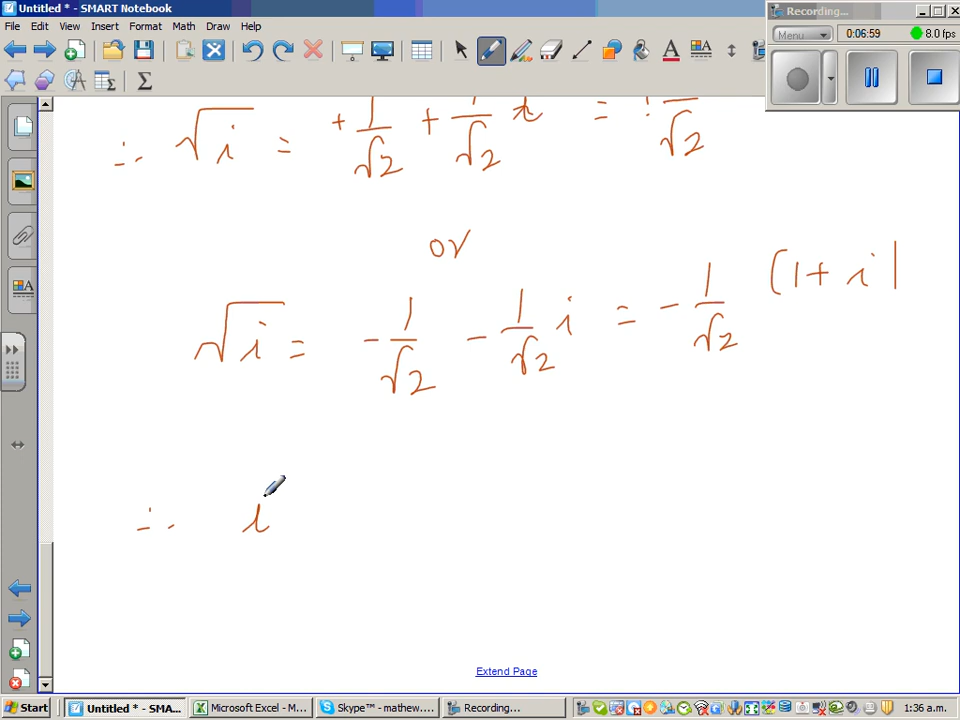 Untitled * - SMART Notebook
Recording...
File Edit View Insert Format Math Draw Help
Menu 0:06:59 8.0 fps
∴ √i = +1/√2 + 1/√2 i = /√2
or
√i = -1/√2 - 1/√2 i = -1/√2 (1 + i)
∴ i
Extend Page
Start Untitled * - SMA... Microsoft Excel - M... Skype™ - mathew.... Recording... 1:36 a.m.